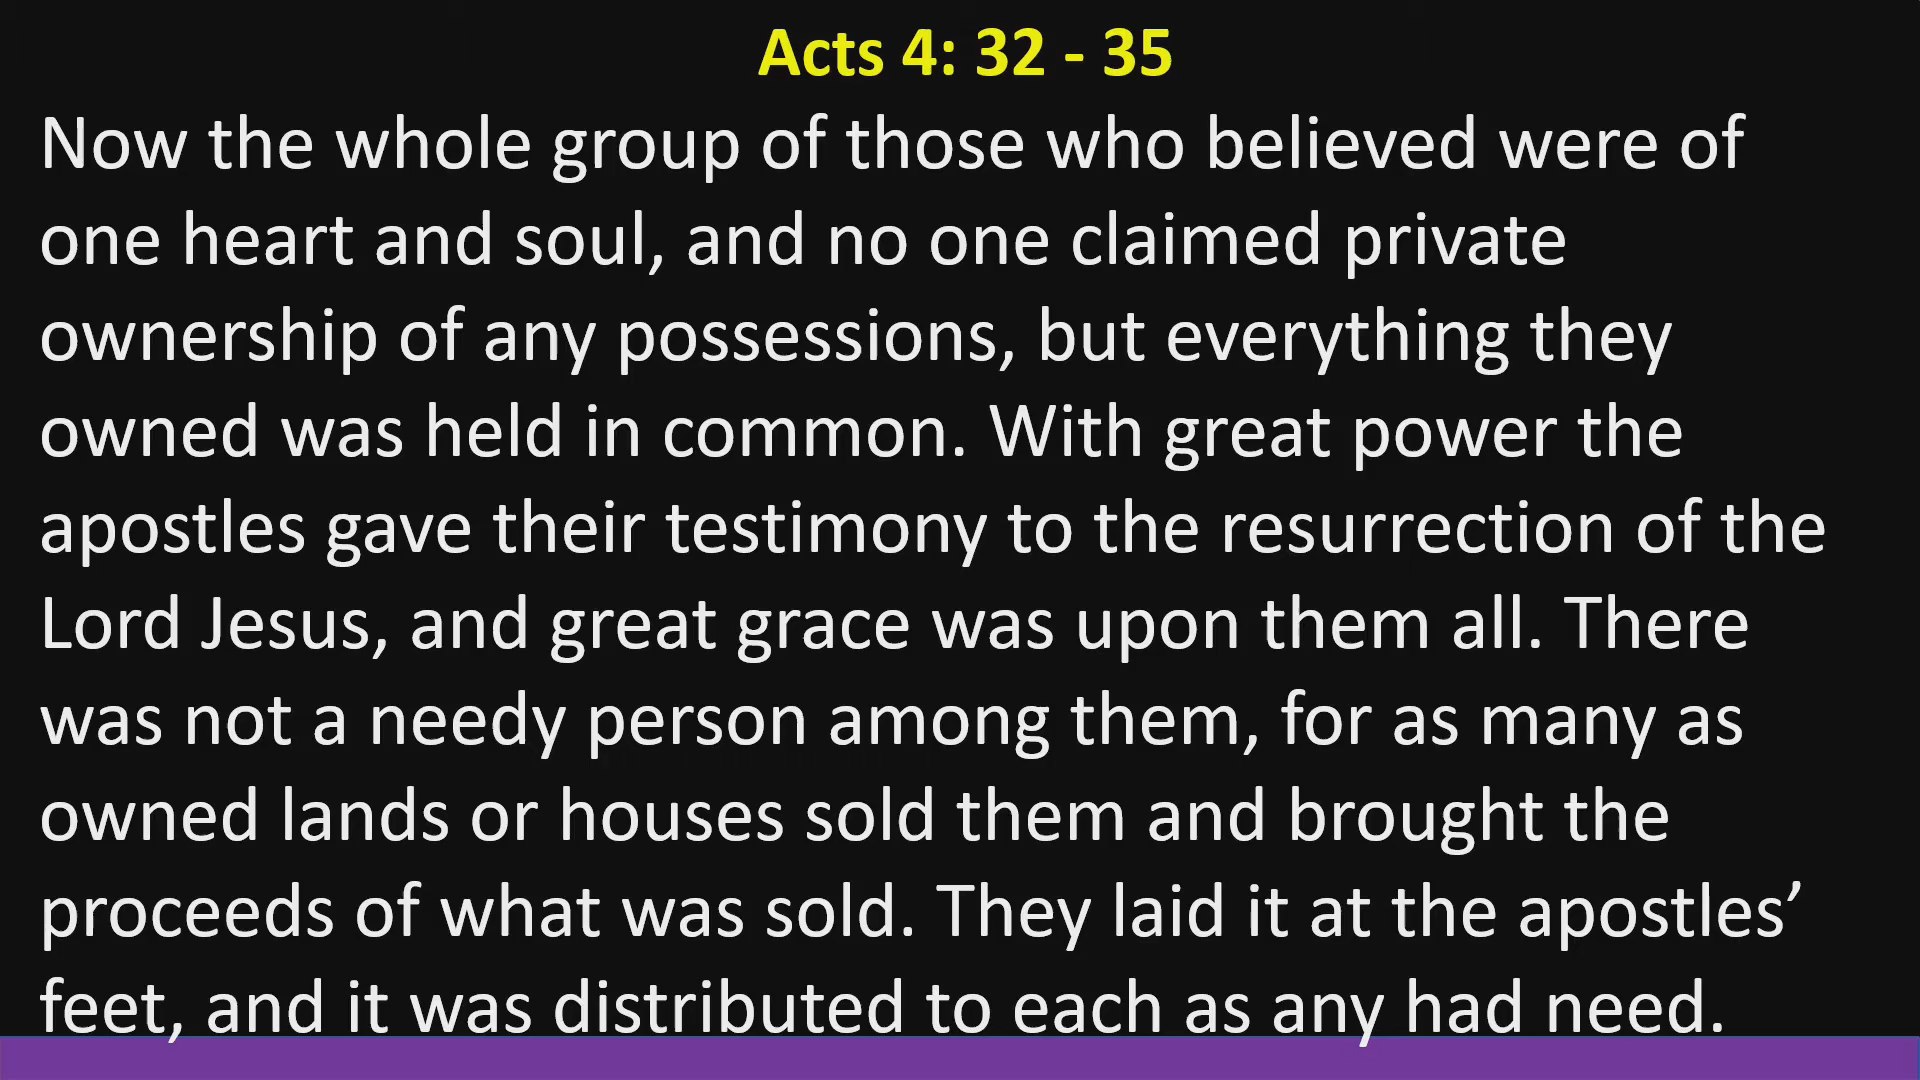 Acts 4: 32 - 35
Now the whole group of those who believed were of
one heart and soul, and no one claimed private
ownership of any possessions, but everything they
owned was held in common. With great power the
apostles gave their testimony to the resurrection of the
Lord Jesus, and great grace was upon them all. There
was not a needy person among them, for as many as
owned lands or houses sold them and brought the
proceeds of what was sold. They laid it at the apostles’
feet, and it was distributed to each as any had need.